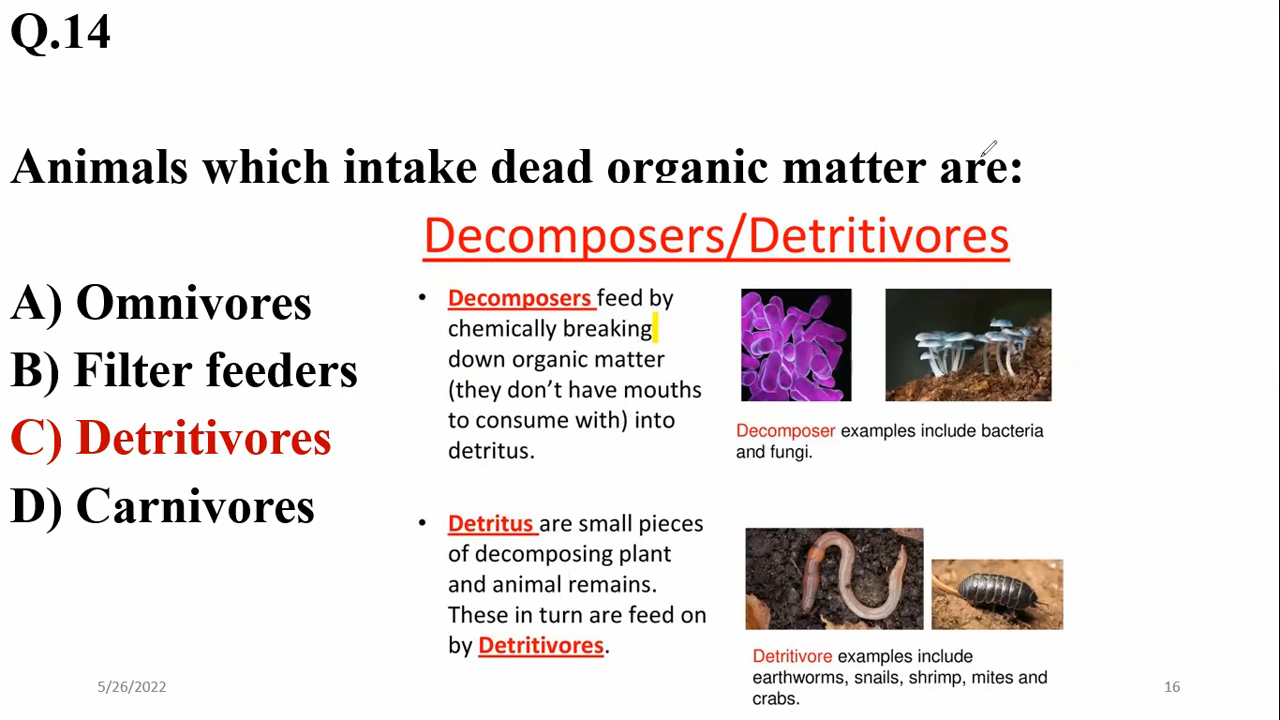 Q.14
Animals which intake dead organic matter are:
A) Omnivores
B) Filter feeders
C) Detritivores
D) Carnivores
Decomposers/Detritivores
• Decomposers feed by
chemically breaking
down organic matter
(they don’t have mouths
to consume with) into
detritus.
Decomposer examples include bacteria
and fungi.
• Detritus are small pieces
of decomposing plant
and animal remains.
These in turn are feed on
by Detritivores.
Detritivore examples include
earthworms, snails, shrimp, mites and
crabs.
5/26/2022
16